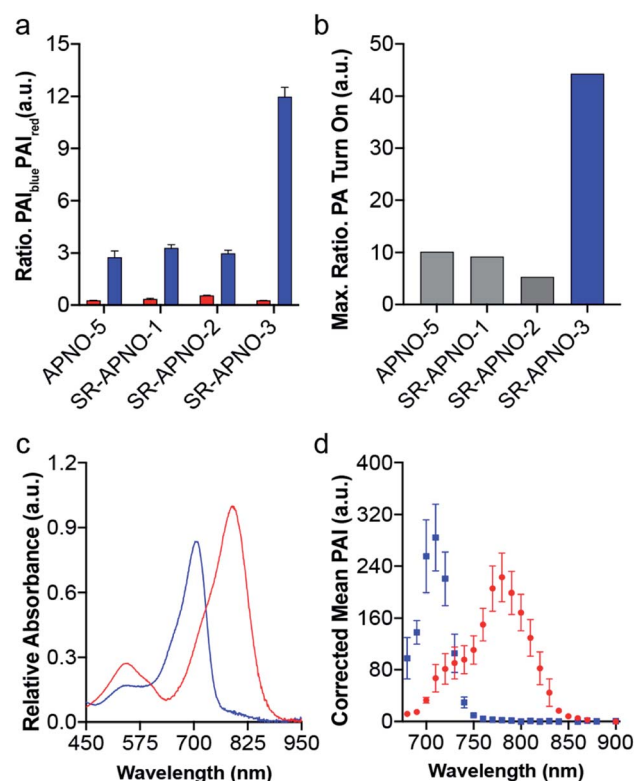 a
Ratio. PAI_blue PAI_red (a.u.)
15
12
9
6
3
0
APNO-5
SR-APNO-1
SR-APNO-2
SR-APNO-3
b
Max. Ratio. PA Turn On (a.u.)
50
40
30
20
10
0
APNO-5
SR-APNO-1
SR-APNO-2
SR-APNO-3
c
Relative Absorbance (a.u.)
1.2
0.9
0.6
0.3
0.0
450 575 700 825 950
Wavelength (nm)
d
Corrected Mean PAI (a.u.)
400
320
240
160
80
0
700 750 800 850 900
Wavelength (nm)